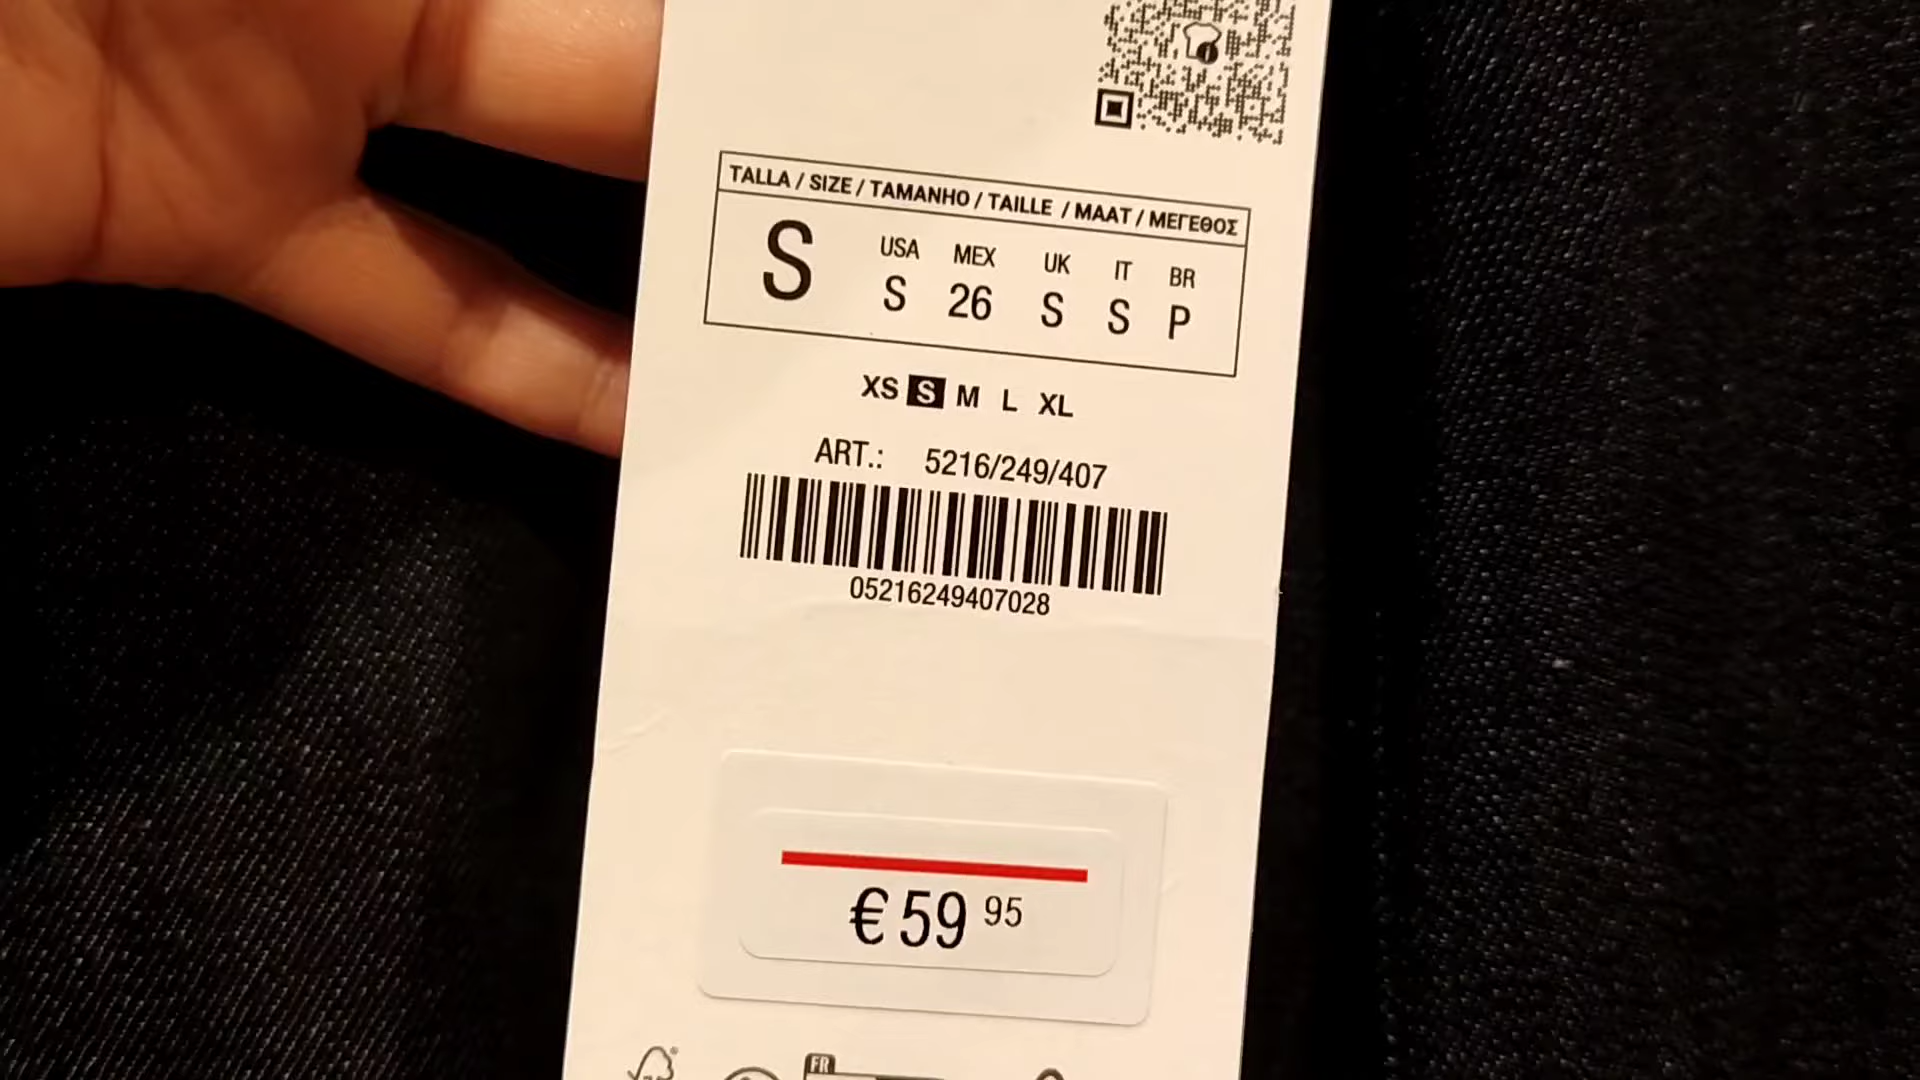 TALLA / SIZE / TAMANHO / TAILLE / MAAT / ΜΕΓΕΘΟΣ
USA MEX UK IT BR
S S 26 S S P
XS S M L XL
ART.: 5216/249/407
05216249407028
€59 95
FR